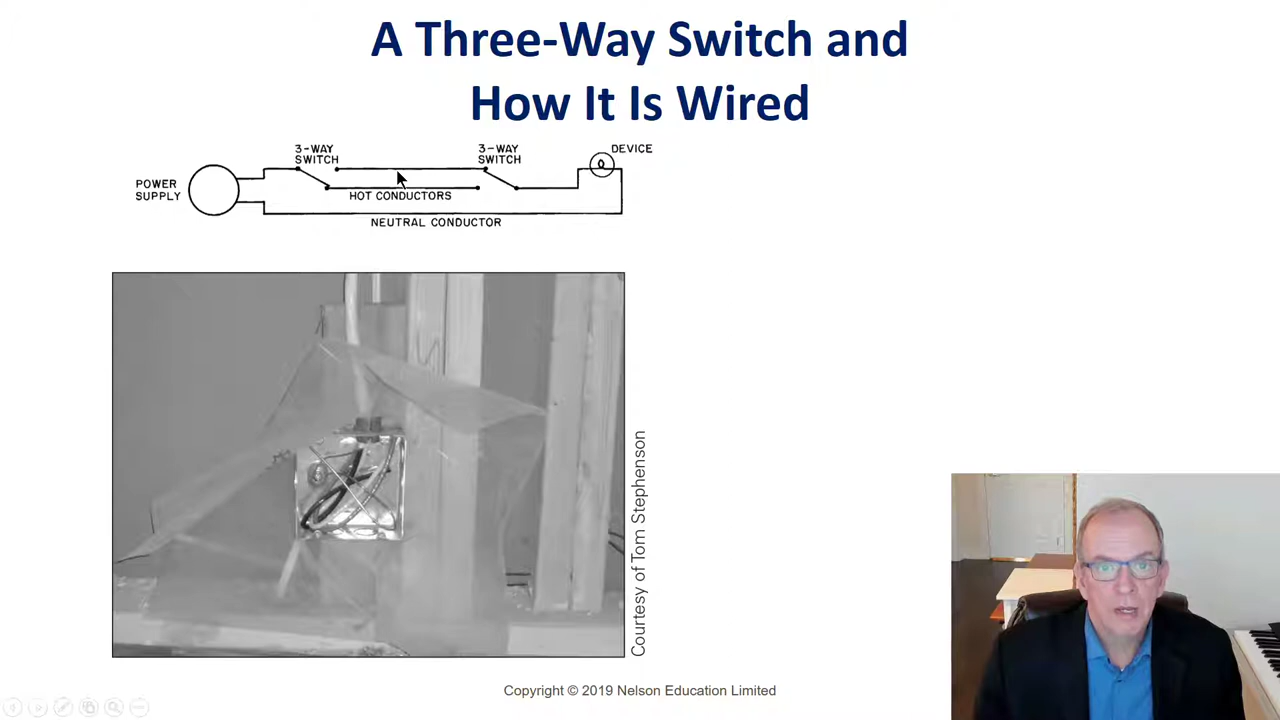 A Three-Way Switch and
How It Is Wired
3-WAY
SWITCH
3-WAY
SWITCH
DEVICE
POWER
SUPPLY
HOT CONDUCTORS
NEUTRAL CONDUCTOR
Courtesy of Tom Stephenson
Copyright © 2019 Nelson Education Limited